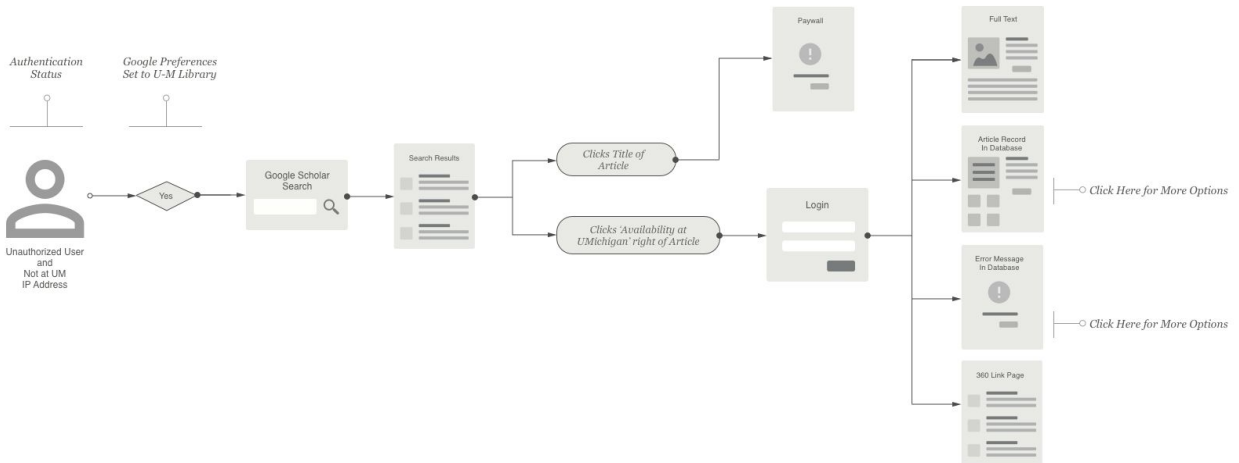 Authentication
Status
Google Preferences
Set to U-M Library
Unauthorized User
and
Not at UM
IP Address
Yes
Google Scholar
Search
Search Results
Clicks Title of
Article
Clicks 'Availability at
UMichigan' right of Article
Paywall
Login
Full Text
Article Record
In Database
Click Here for More Options
Error Message
In Database
Click Here for More Options
360 Link Page